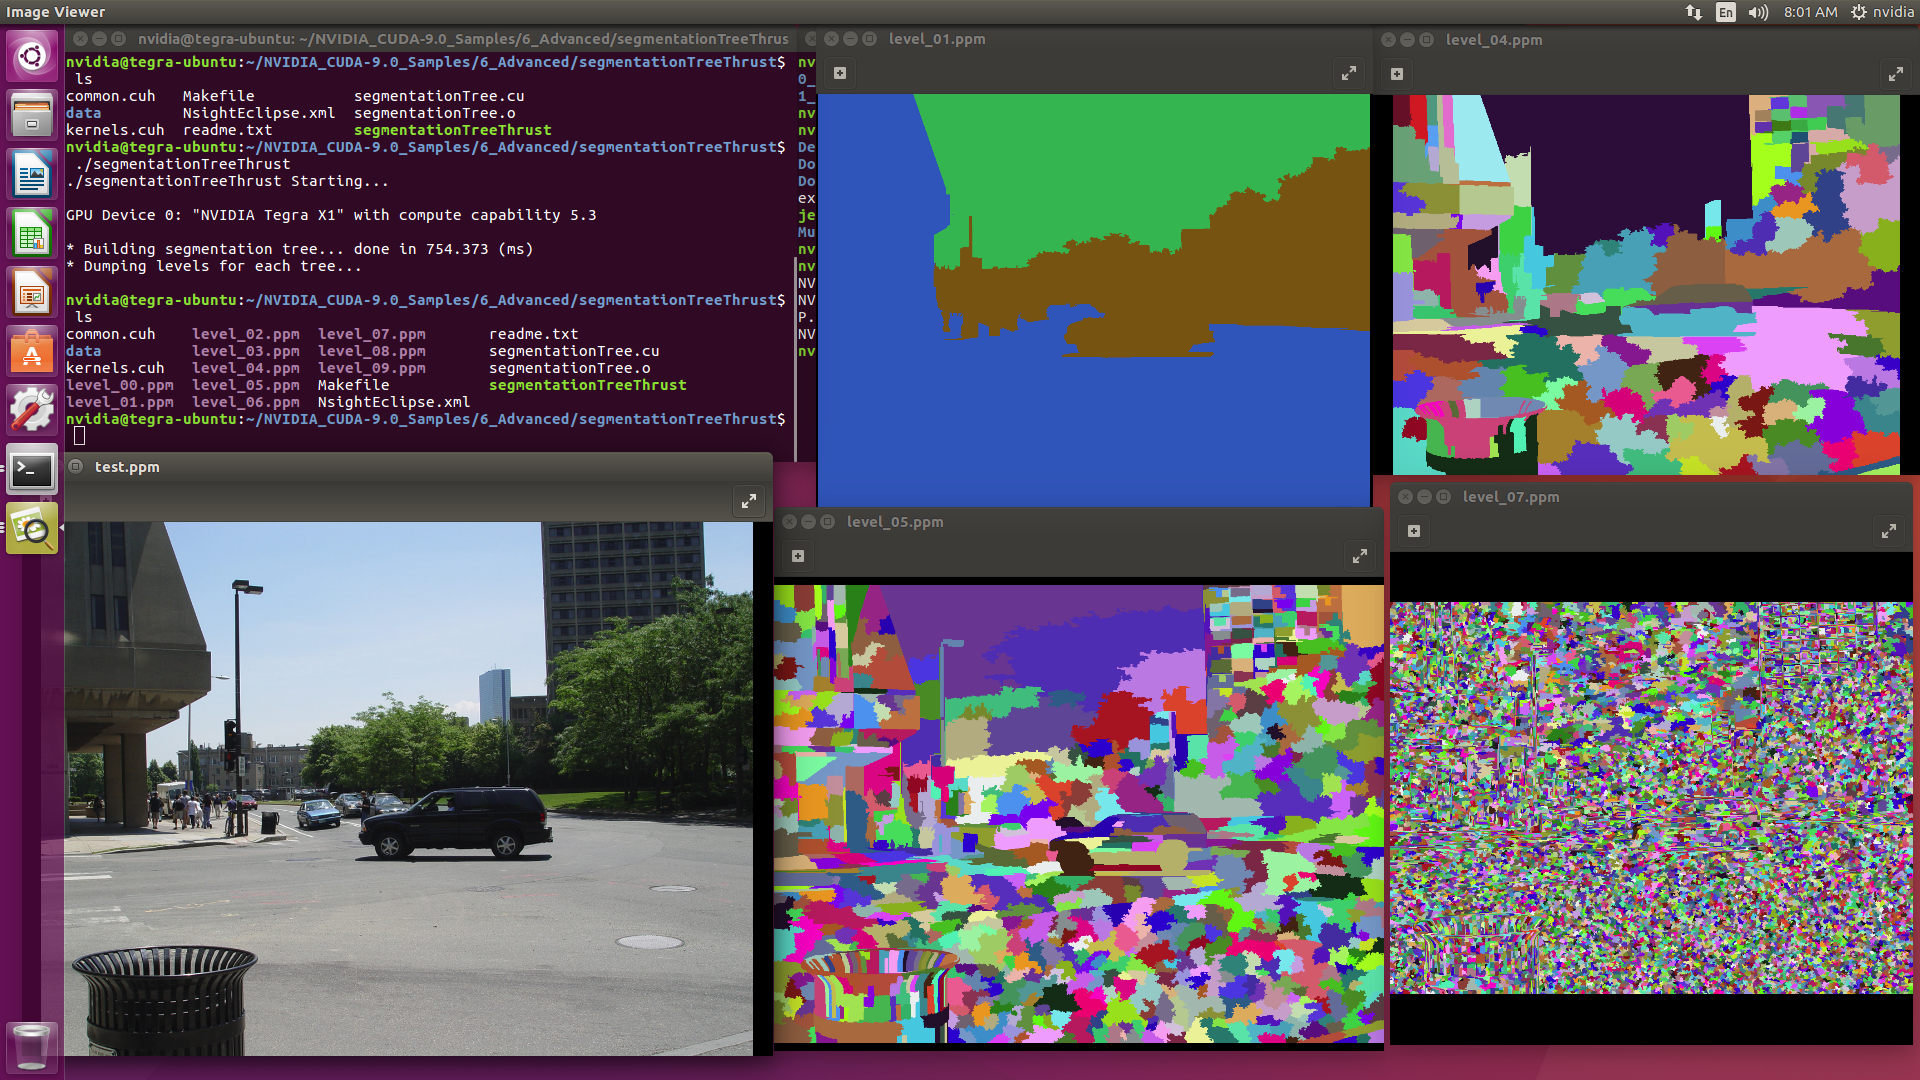 Image Viewer
En
8:01 AM
nvidia
nvidia@tegra-ubuntu: ~/NVIDIA_CUDA-9.0_Samples/6_Advanced/segmentationTreeThrus
nvidia@tegra-ubuntu:~/NVIDIA_CUDA-9.0_Samples/6_Advanced/segmentationTreeThrust$
ls
common.cuh Makefile segmentationTree.cu
data NsightEclipse.xml segmentationTree.o
kernels.cuh readme.txt segmentationTreeThrust
nvidia@tegra-ubuntu:~/NVIDIA_CUDA-9.0_Samples/6_Advanced/segmentationTreeThrust$
./segmentationTreeThrust
./segmentationTreeThrust Starting...
GPU Device 0: "NVIDIA Tegra X1" with compute capability 5.3
* Building segmentation tree... done in 754.373 (ms)
* Dumping levels for each tree...
nvidia@tegra-ubuntu:~/NVIDIA_CUDA-9.0_Samples/6_Advanced/segmentationTreeThrust$
ls
common.cuh level_02.ppm level_07.ppm readme.txt
data level_03.ppm level_08.ppm segmentationTree.cu
kernels.cuh level_04.ppm level_09.ppm segmentationTree.o
level_00.ppm level_05.ppm Makefile segmentationTreeThrust
level_01.ppm level_06.ppm NsightEclipse.xml
nvidia@tegra-ubuntu:~/NVIDIA_CUDA-9.0_Samples/6_Advanced/segmentationTreeThrust$
nv
0_
1_
nv
nv
De
Do
Do
ex
je
Mu
nv
nv
NV
NV
P.
NV
nv
level_01.ppm
level_04.ppm
test.ppm
level_05.ppm
level_07.ppm